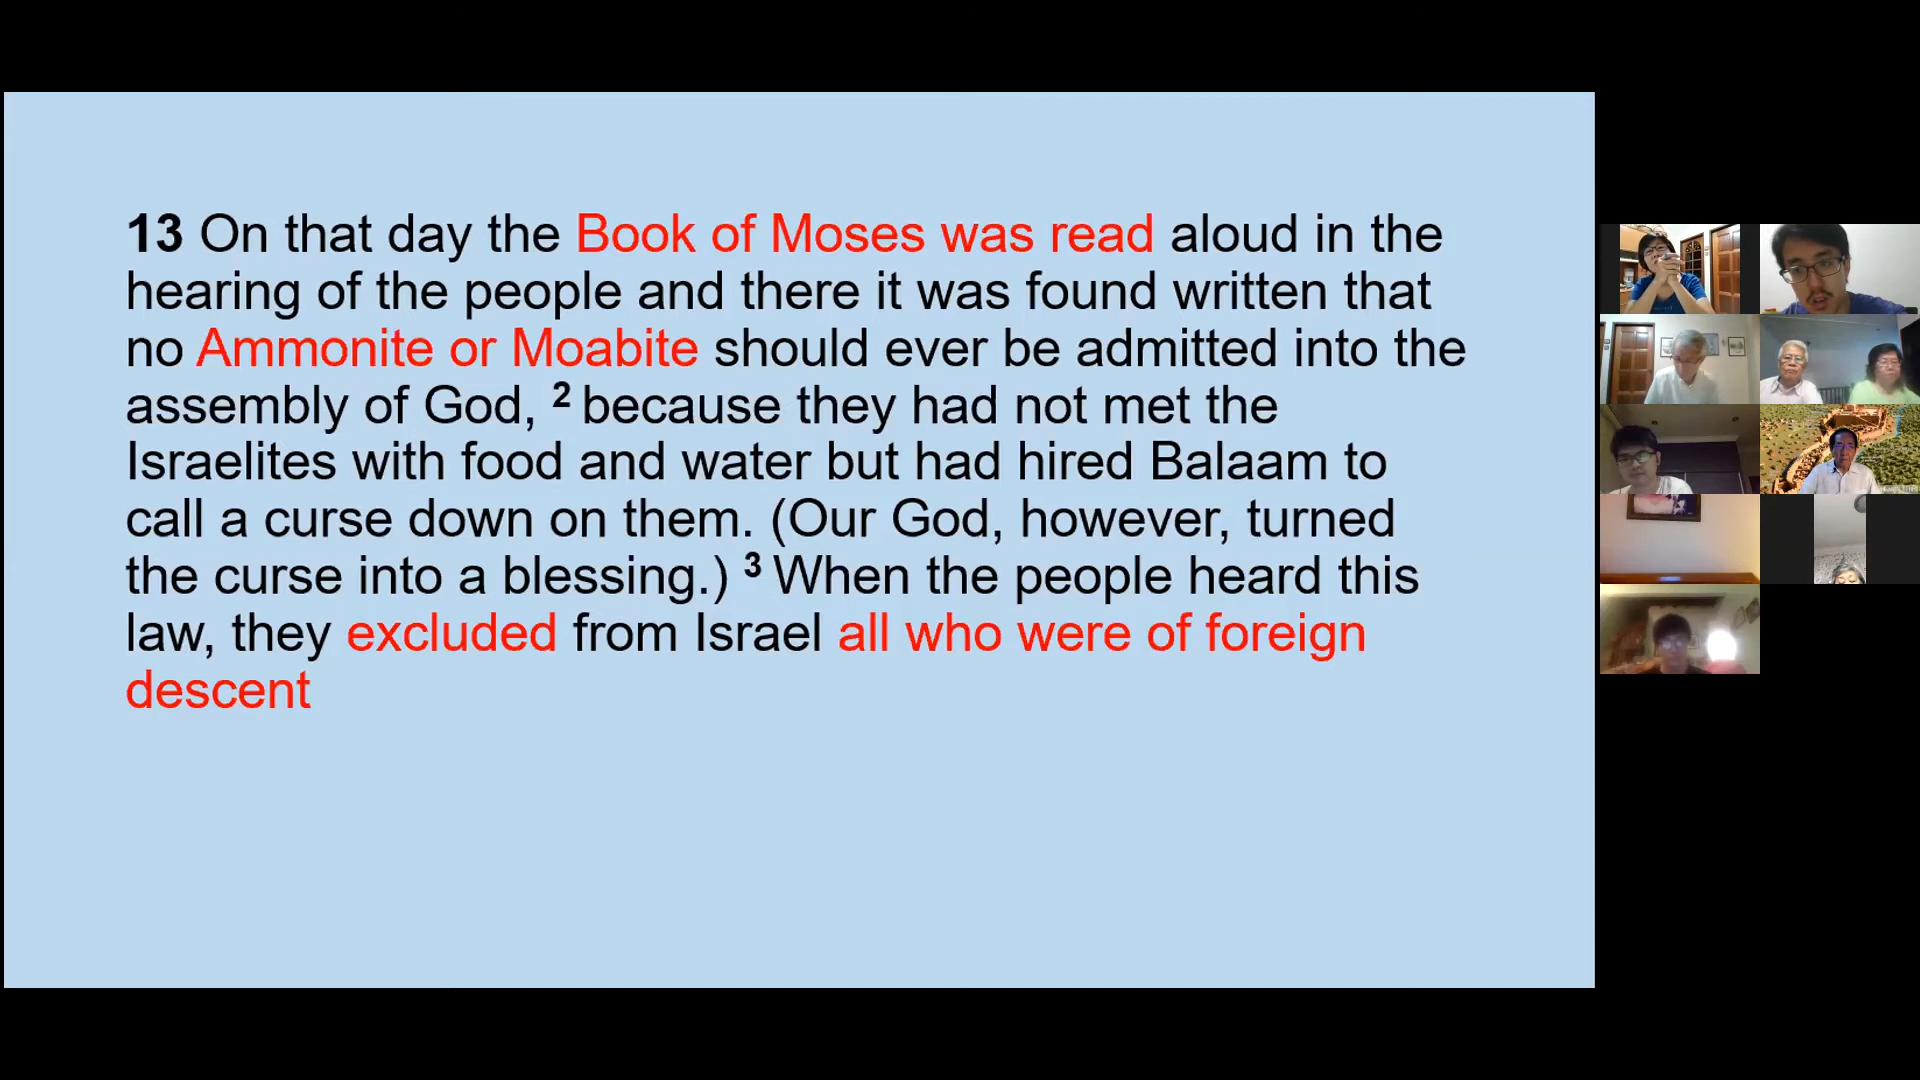 13 On that day the Book of Moses was read aloud in the
hearing of the people and there it was found written that
no Ammonite or Moabite should ever be admitted into the
assembly of God, 2 because they had not met the
Israelites with food and water but had hired Balaam to
call a curse down on them. (Our God, however, turned
the curse into a blessing.) 3 When the people heard this
law, they excluded from Israel all who were of foreign
descent